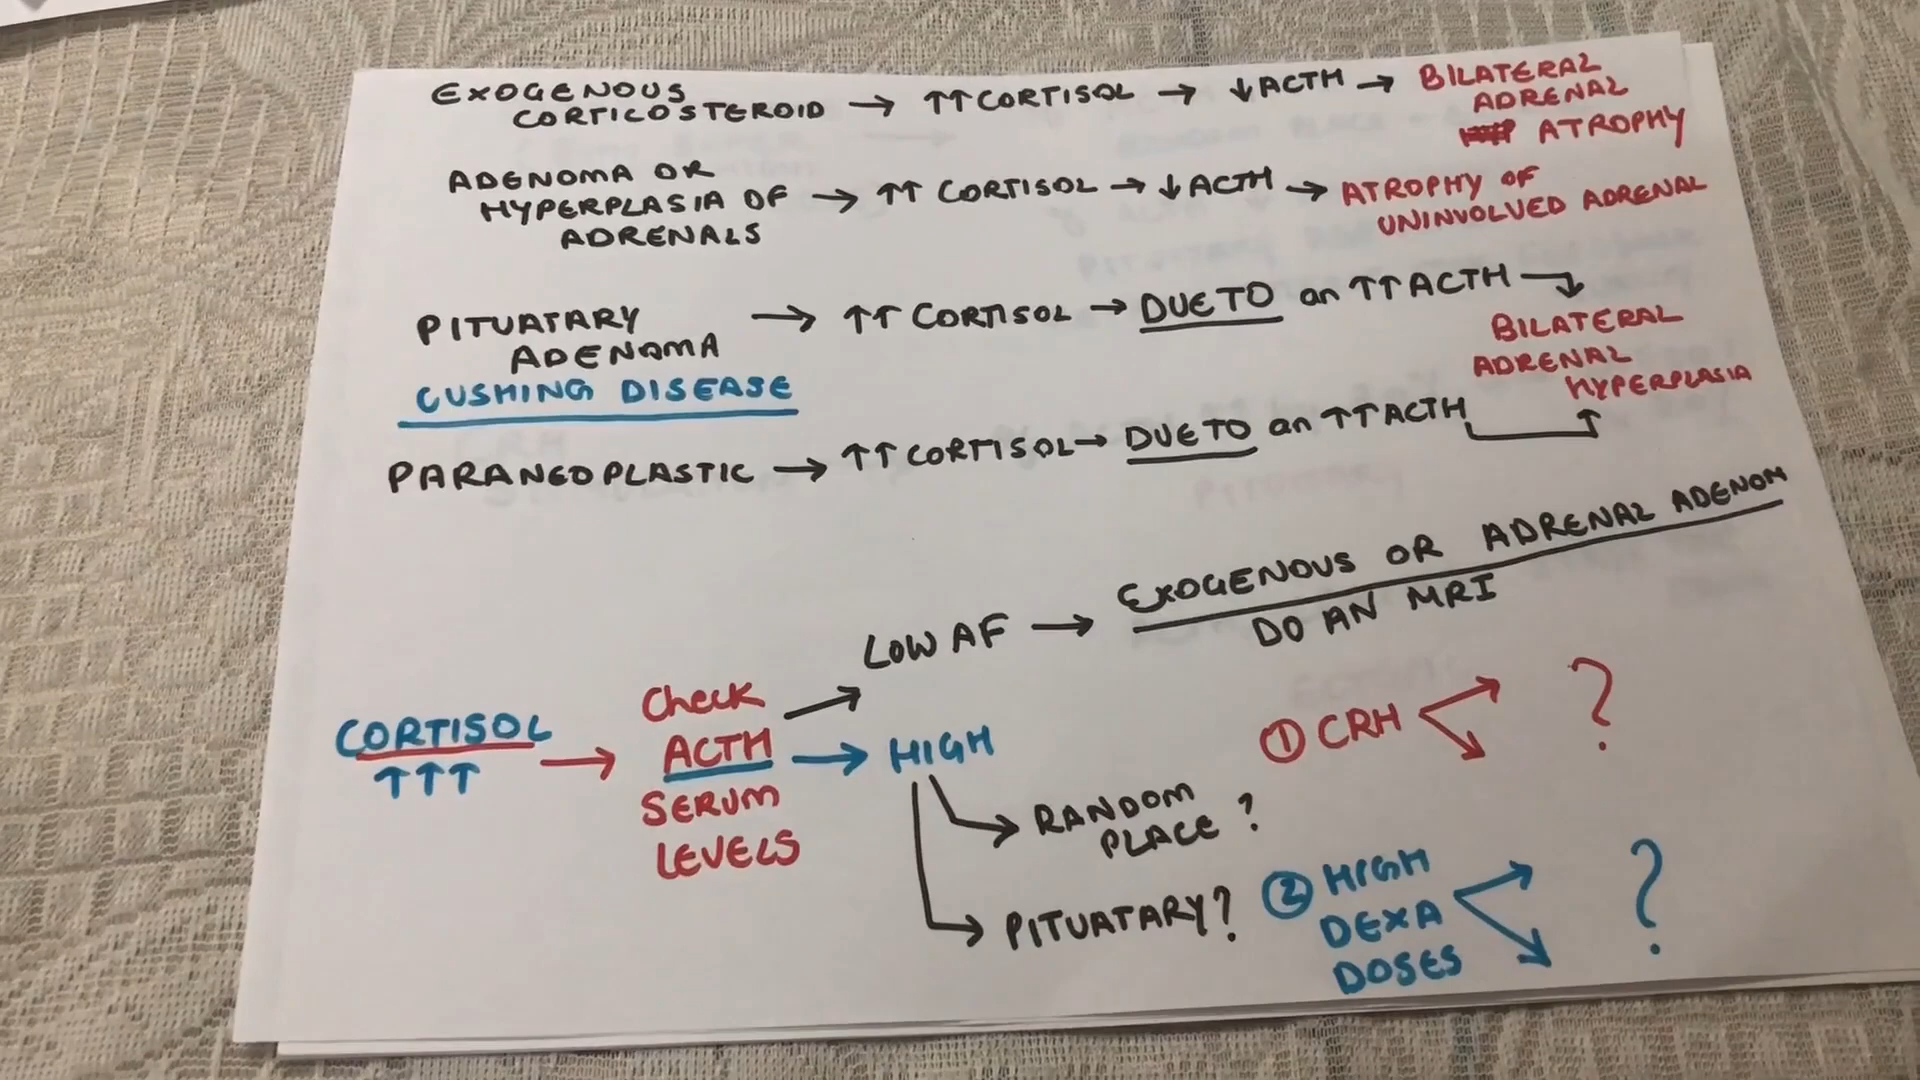 EXOGENOUS
CORTICOSTEROID → ↑↑ CORTISOL → ↓ ACTH → BILATERAL
ADRENAL
ATROPHY
ADENOMA OR
HYPERPLASIA OF → ↑↑ CORTISOL → ↓ ACTH → ATROPHY OF
ADRENALS
UNINVOLVED ADRENAL
PITUATARY → ↑↑ CORTISOL → DUE TO an ↑↑ ACTH
ADENOMA
CUSHING DISEASE
BILATERAL
ADRENAL
HYPERPLASIA
PARANEOPLASTIC → ↑↑ CORTISOL → DUE TO an ↑↑ ACTH
LOW AF → EXOGENOUS OR ADRENAL ADENOM
DO AN MRI
CORTISOL
↑↑↑
→
Check
ACTH
SERUM
LEVELS
→ HIGH
RANDOM
PLACE ?
PITUATARY?
① CRH ?
② HIGH
DEXA
DOSES
?